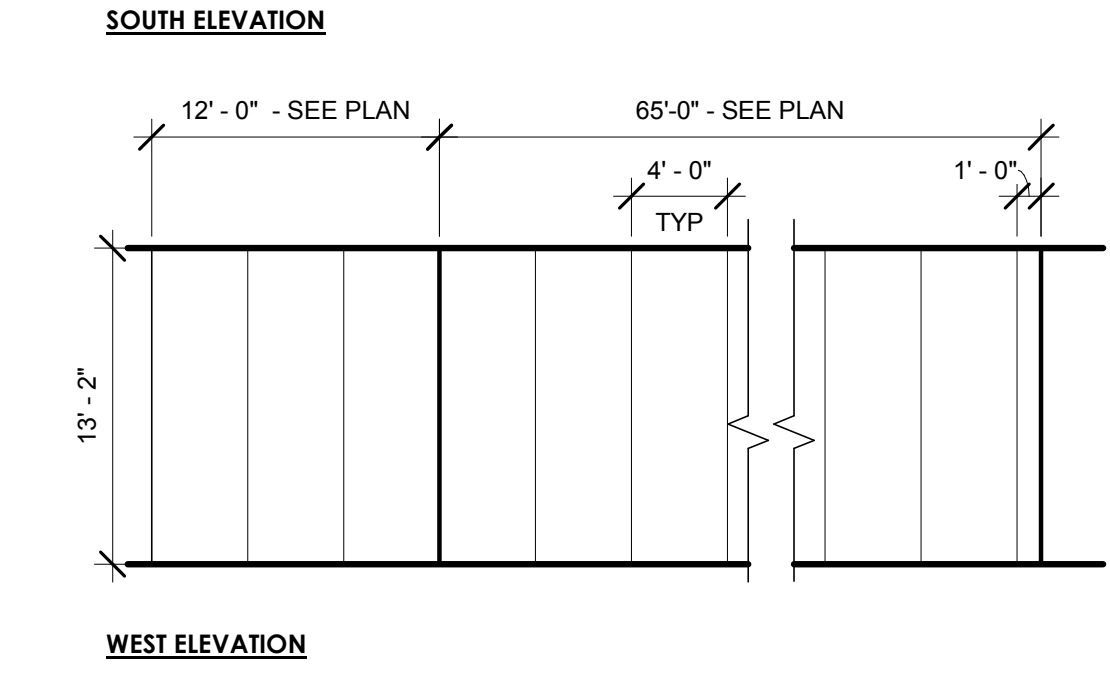 SOUTH ELEVATION
12' - 0" - SEE PLAN
65'-0" - SEE PLAN
4' - 0"
1' - 0"
TYP
13' - 2"
WEST ELEVATION